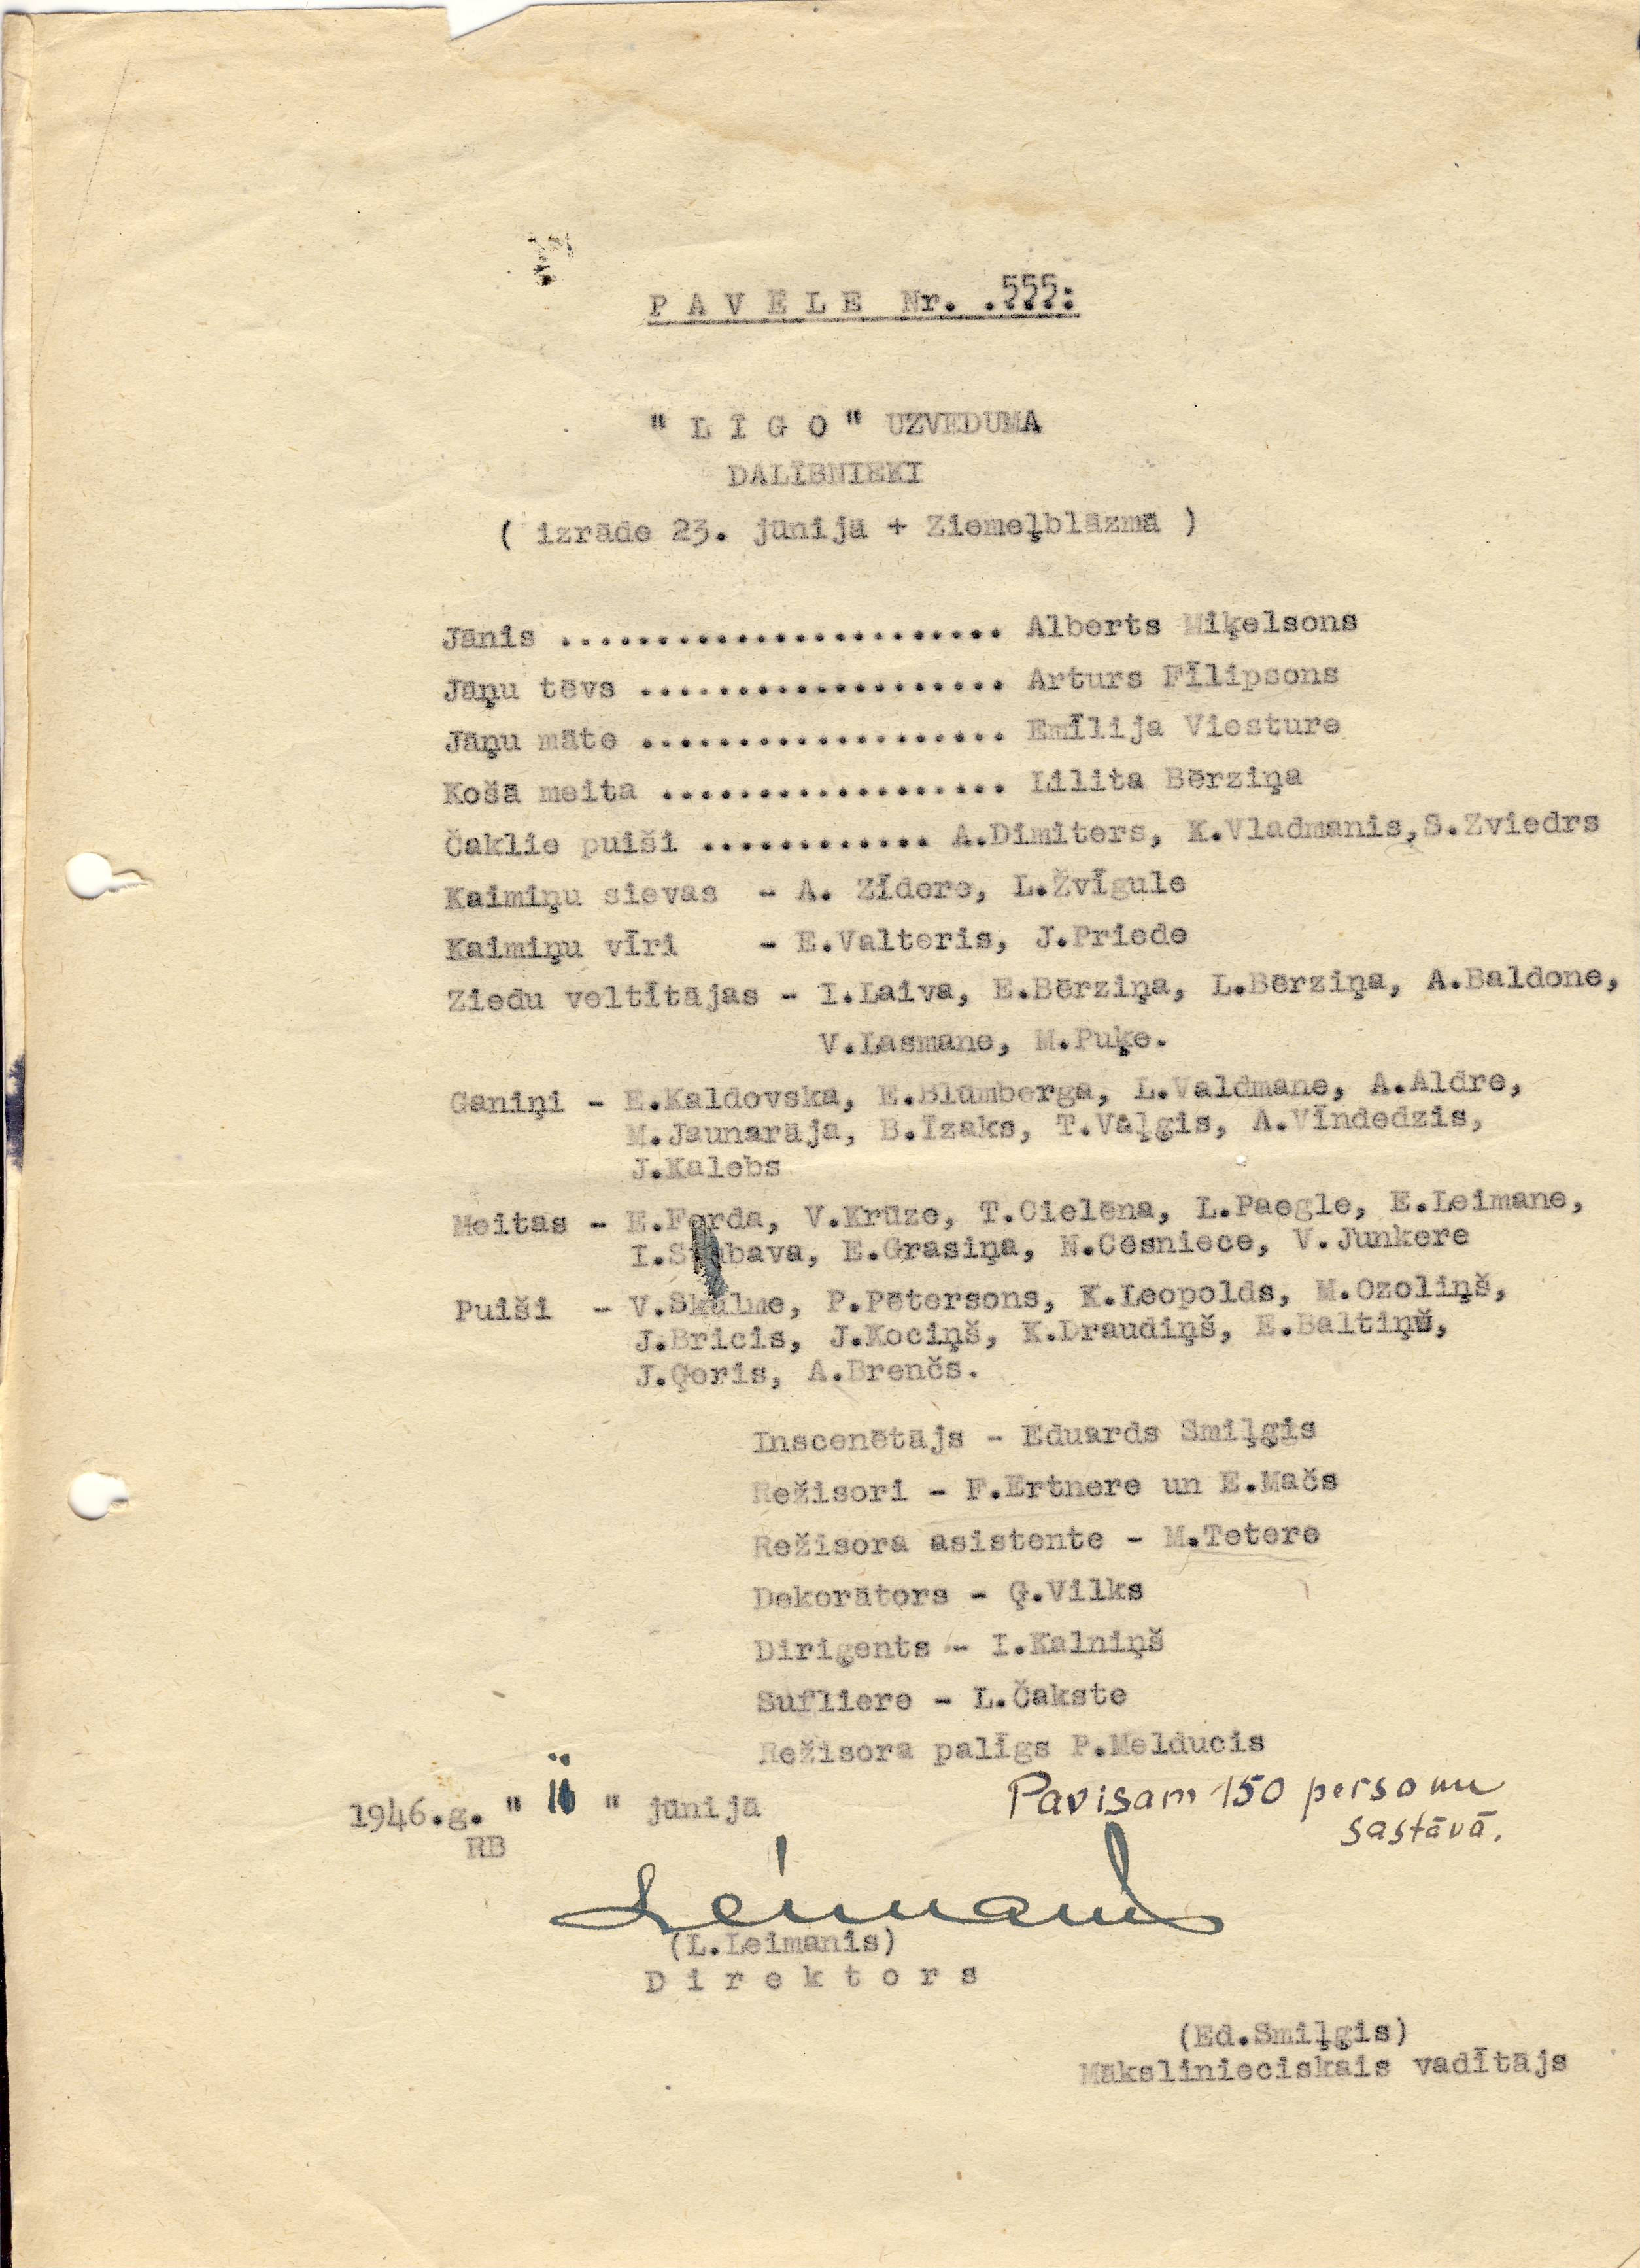 P A V Ē L E Nr. .555:
" L Ī G O " UZVEDUMA
DALĪBNIEKI
( izrāde 23. jūnijā + Ziemeļblāzmā )
Jānis ....................... Alberts Miķelsons
Jāņu tēvs ................... Arturs Fīlipsons
Jāņu māte ................... Emīlija Viesture
Košā meita .................. Lilita Bērziņa
Čaklie puiši ............ A.Dimiters, K.Vladmanis,S.Zviedrs
Kaimiņu sievas - A. Zīdere, L.Žvīgule
Kaimiņu vīri - E.Valteris, J.Priede
Ziedu veltītājas - I.Laiva, E.Bērziņa, L.Bērziņa, A.Baldone,
V.Lasmane, M.Puķe.
Ganiņi - E.Kaldovska, E.Blūmberga, L.Valdmane, A.Aldre,
M.Jaunarāja, B.Īzaks, T.Vāļģis, A.Vīndedzis,
J.Kalebs
Meitas - E.Ferda, V.Krūze, T.Cielēna, L.Paegle, E.Leimane,
E.Grasiņa, N.Cēsniece, V.Junkere
Puiši - V.Skulme, P.Pētersons, K.Leopolds, M.Ozoliņš,
J.Bricis, J.Kociņš, K.Draudiņš, E.Baltiņš,
J.Ģeris, A.Brenčs.
Inscenētājs - Eduards Smiļģis
Režisori - F.Ertnere un E.Mačs
Režisora asistente - M.Tetere
Dekorātors - Ģ.Vilks
Diriģents - I.Kalniņš
Sufliere - L.Čakste
Režisora palīgs P.Melducis
Pavisam 150 personu
1946.g. " " jūnijā
sastāvā.
RB
Leimanis
(L.Leimanis)
D i r e k t o r s
(Ed.Smiļģis)
Mākslinieciskais vadītājs